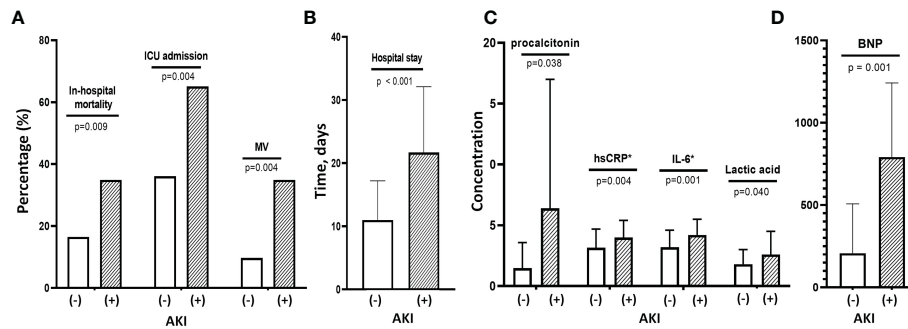 A
Percentage (%)
80
60
40
20
0
In-hospital
mortality
p=0.009
ICU admission
p=0.004
MV
p=0.004
(-) (+) (-) (+) (-) (+)
AKI
B
Time, days
40
30
20
10
0
Hospital stay
p < 0.001
(-) (+)
AKI
C
Concentration
20
5
10
5
0
procalcitonin
p=0.038
hsCRP*
p=0.004
IL-6*
p=0.001
Lactic acid
p=0.040
(-) (+) (-) (+) (-) (+) (-) (+)
AKI
D
1500
1000
500
0
BNP
p = 0.001
(-) (+)
AKI